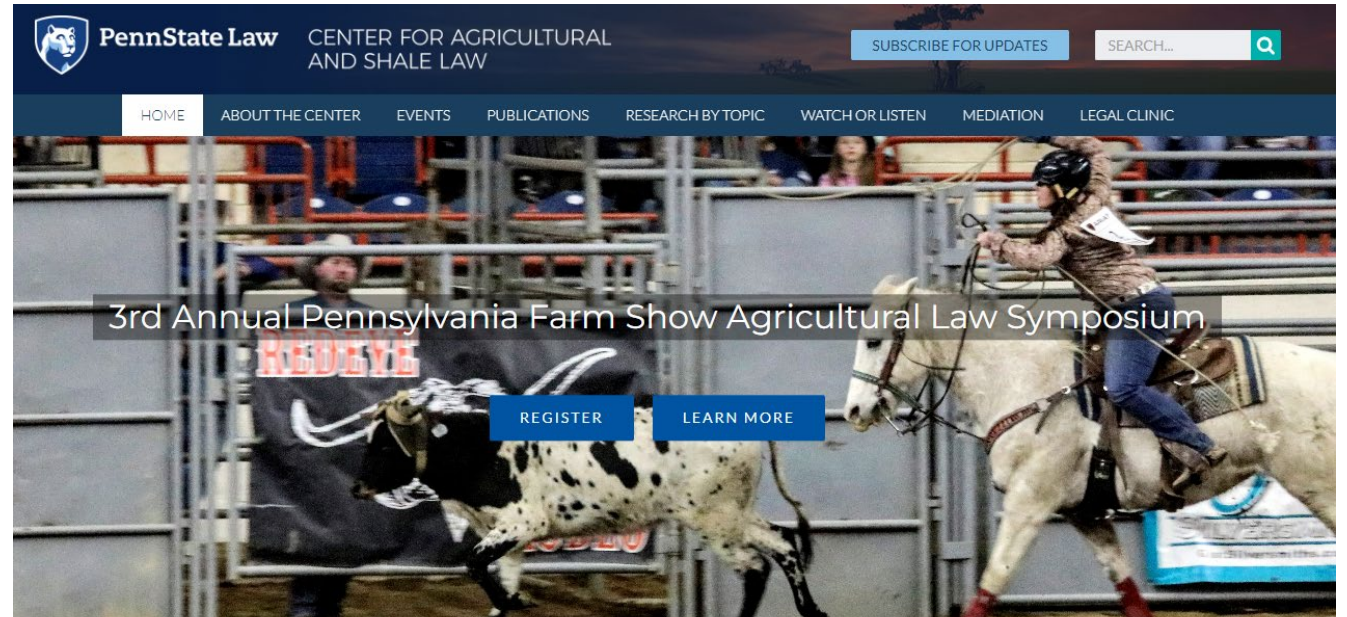 PennState Law
CENTER FOR AGRICULTURAL
AND SHALE LAW
SUBSCRIBE FOR UPDATES
SEARCH...
HOME
ABOUT THE CENTER
EVENTS
PUBLICATIONS
RESEARCH BY TOPIC
WATCH OR LISTEN
MEDIATION
LEGAL CLINIC
3rd Annual Pennsylvania Farm Show Agricultural Law Symposium
REDEYE
REGISTER
LEARN MORE